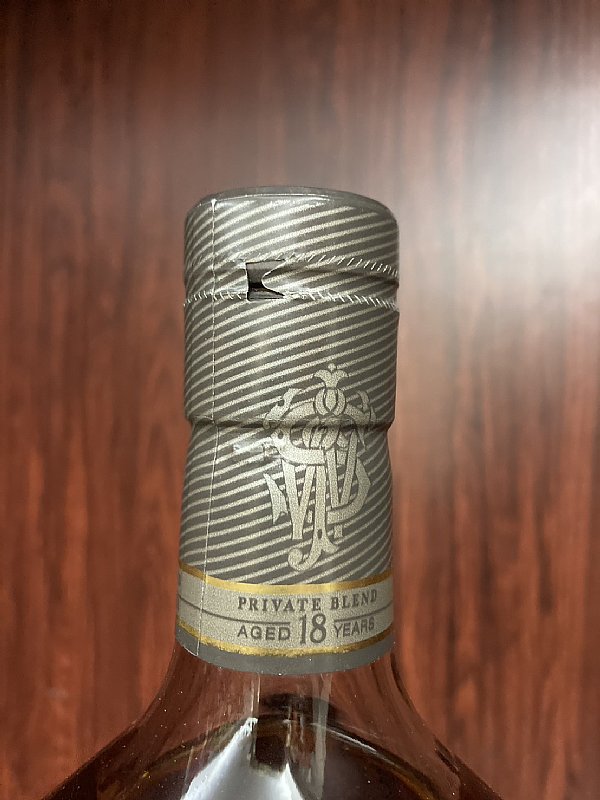 PRIVATE BLEND
AGED 18 YEARS